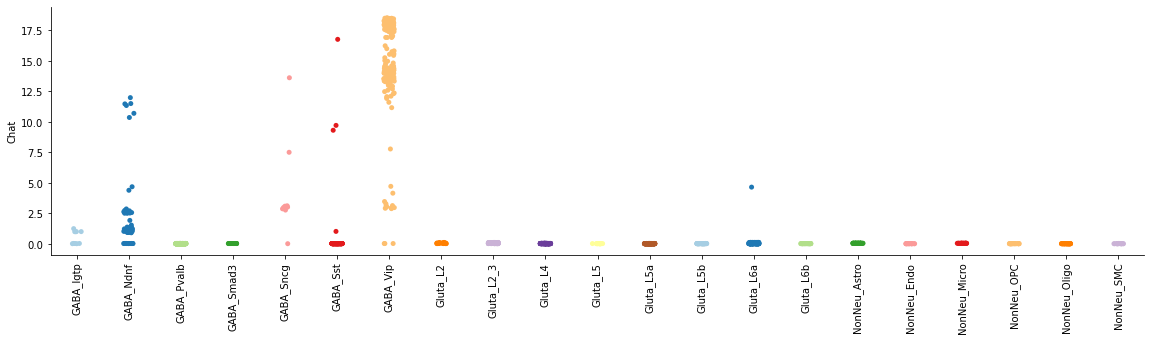 Chat
17.5
15.0
12.5
10.0
7.5
5.0
2.5
0.0
GABA_Igtp
GABA_Ndnf
GABA_Pvalb
GABA_Smad3
GABA_Sncg
GABA_Sst
GABA_Vip
Gluta_L2
Gluta_L2_3
Gluta_L4
Gluta_L5
Gluta_L5a
Gluta_L5b
Gluta_L6a
Gluta_L6b
NonNeu_Astro
NonNeu_Endo
NonNeu_Micro
NonNeu_OPC
NonNeu_Oligo
NonNeu_SMC